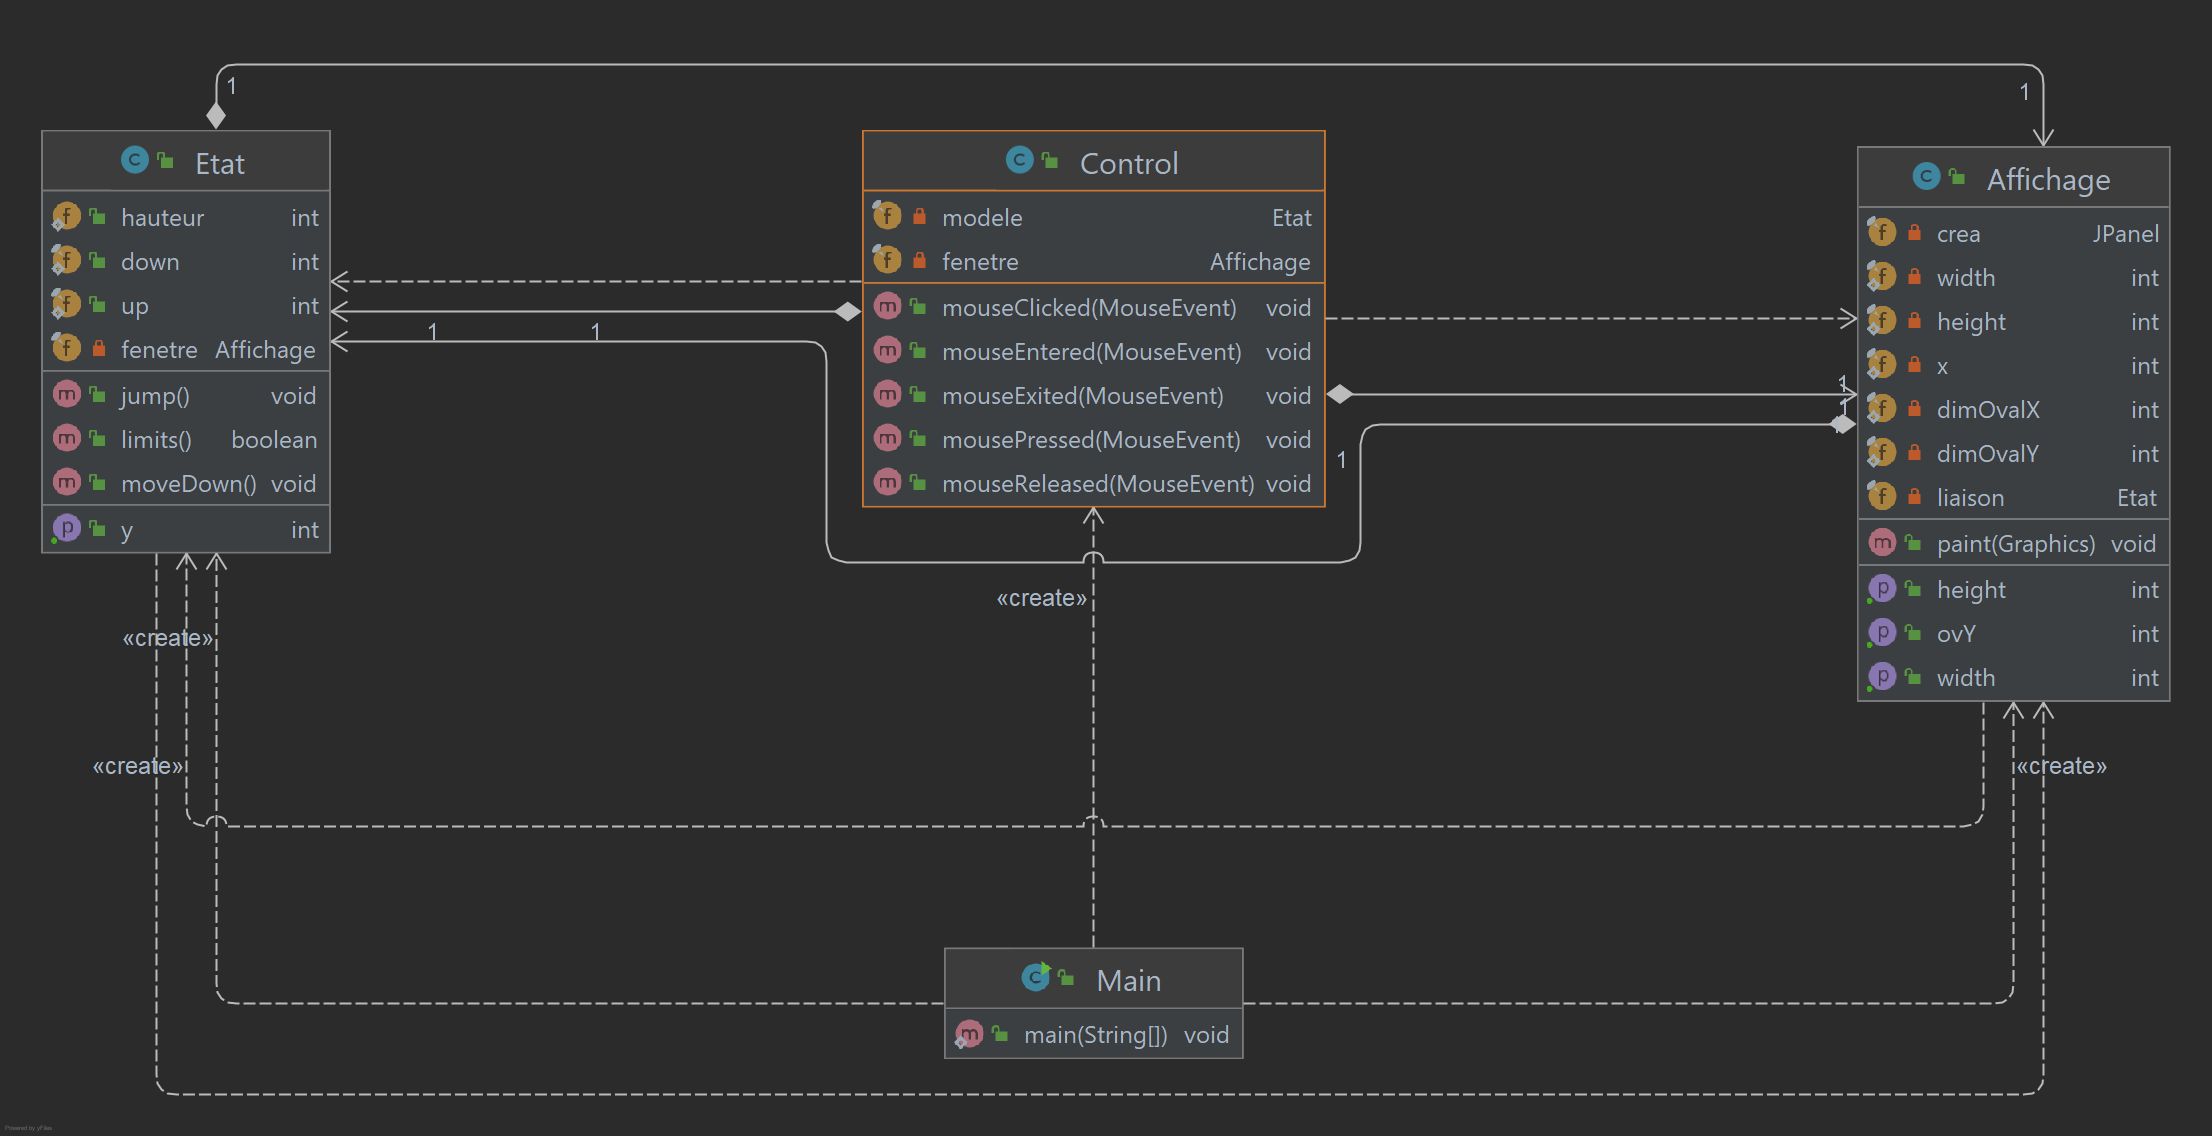 1
1
Etat
hauteur int
down int
up int
fenetre Affichage
jump() void
limits() boolean
moveDown() void
y int
Control
modele Etat
fenetre Affichage
mouseClicked(MouseEvent) void
mouseEntered(MouseEvent) void
mouseExited(MouseEvent) void
mousePressed(MouseEvent) void
mouseReleased(MouseEvent) void
Affichage
crea JPanel
width int
height int
x int
dimOvalX int
dimOvalY int
liaison Etat
paint(Graphics) void
height int
ovY int
width int
1
1
1
1
1
«create»
«create»
«create»
«create»
Main
main(String[]) void
Powered by yFiles